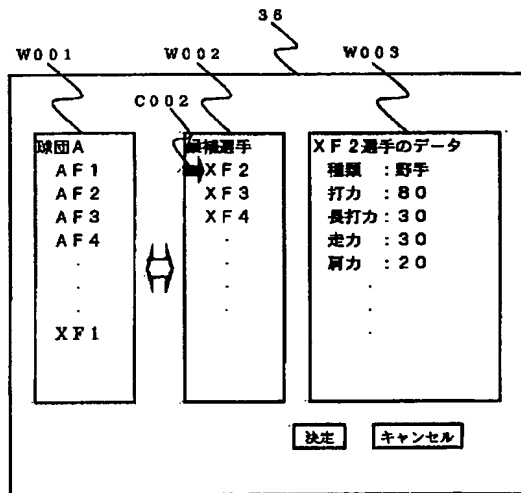 36
W001 W002 W003
C002
球団A
AF1
AF2
AF3
AF4
XF1
候補選手
XF2
XF3
XF4
XF2選手のデータ
種類 :野手
打力 :80
長打力:30
走力 :30
肩力 :20
決定 キャンセル